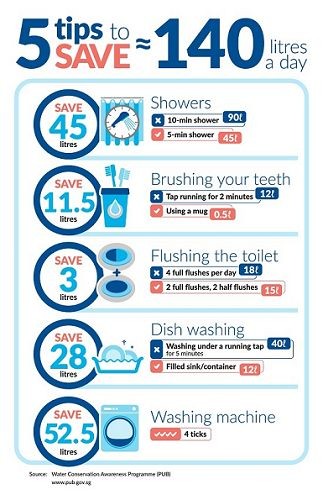 5 tips to SAVE ≈ 140 litres a day
SAVE
45
litres
Showers
10-min shower 90ℓ
5-min shower 45ℓ
SAVE
11.5
litres
Brushing your teeth
Tap running for 2 minutes 12ℓ
Using a mug 0.5ℓ
SAVE
3
litres
Flushing the toilet
4 full flushes per day 18ℓ
2 full flushes, 2 half flushes 15ℓ
SAVE
28
litres
Dish washing
Washing under a running tap 40ℓ
for 5 minutes
Filled sink/container 12ℓ
SAVE
52.5
litres
Washing machine
4 ticks
Source: Water Conservation Awareness Programme (PUB)
www.pub.gov.sg